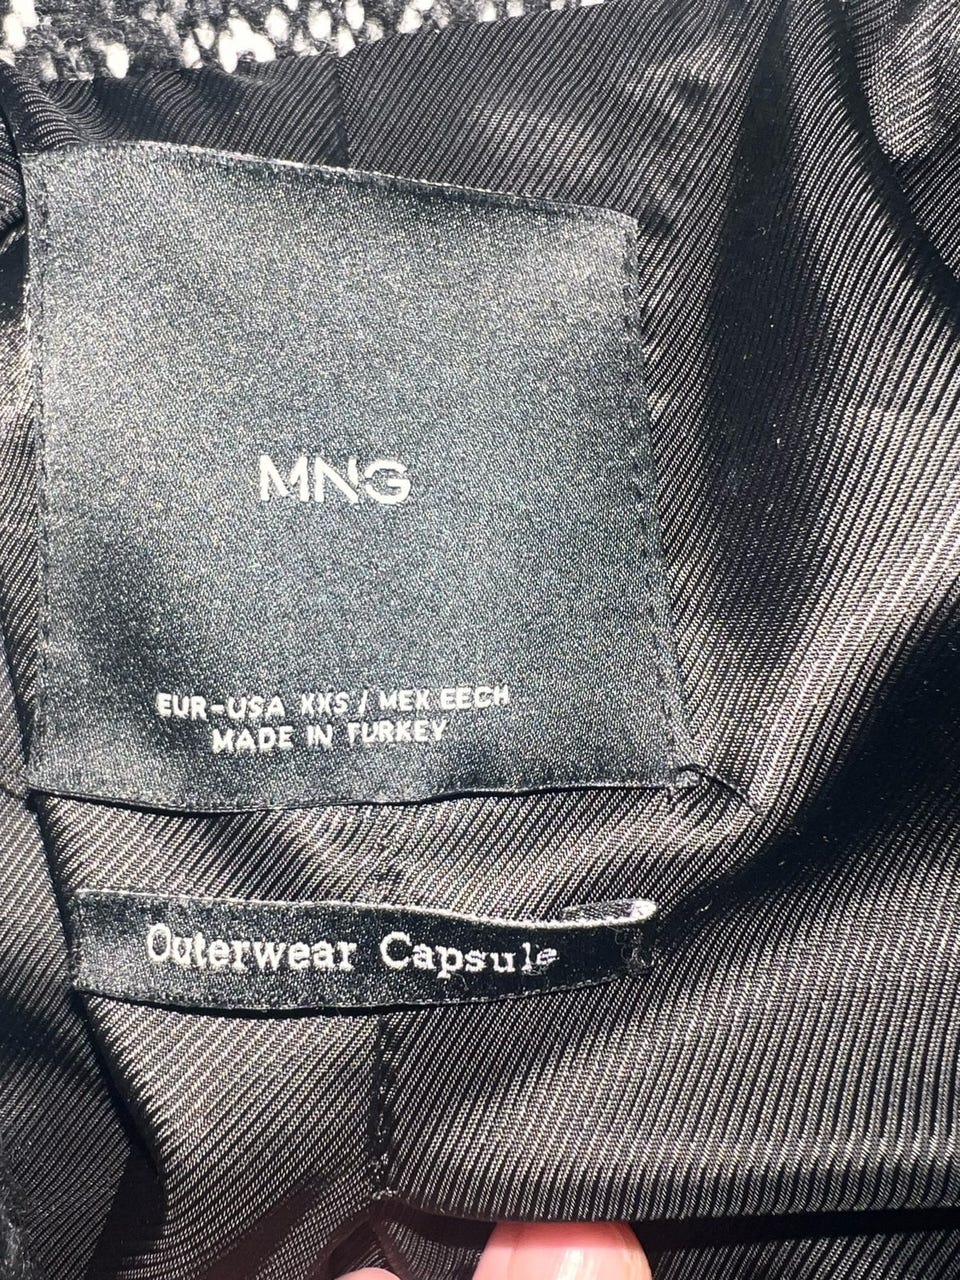 MNG
EUR-USA XXS / MEX EECH
MADE IN TURKEY
Outerwear Capsule